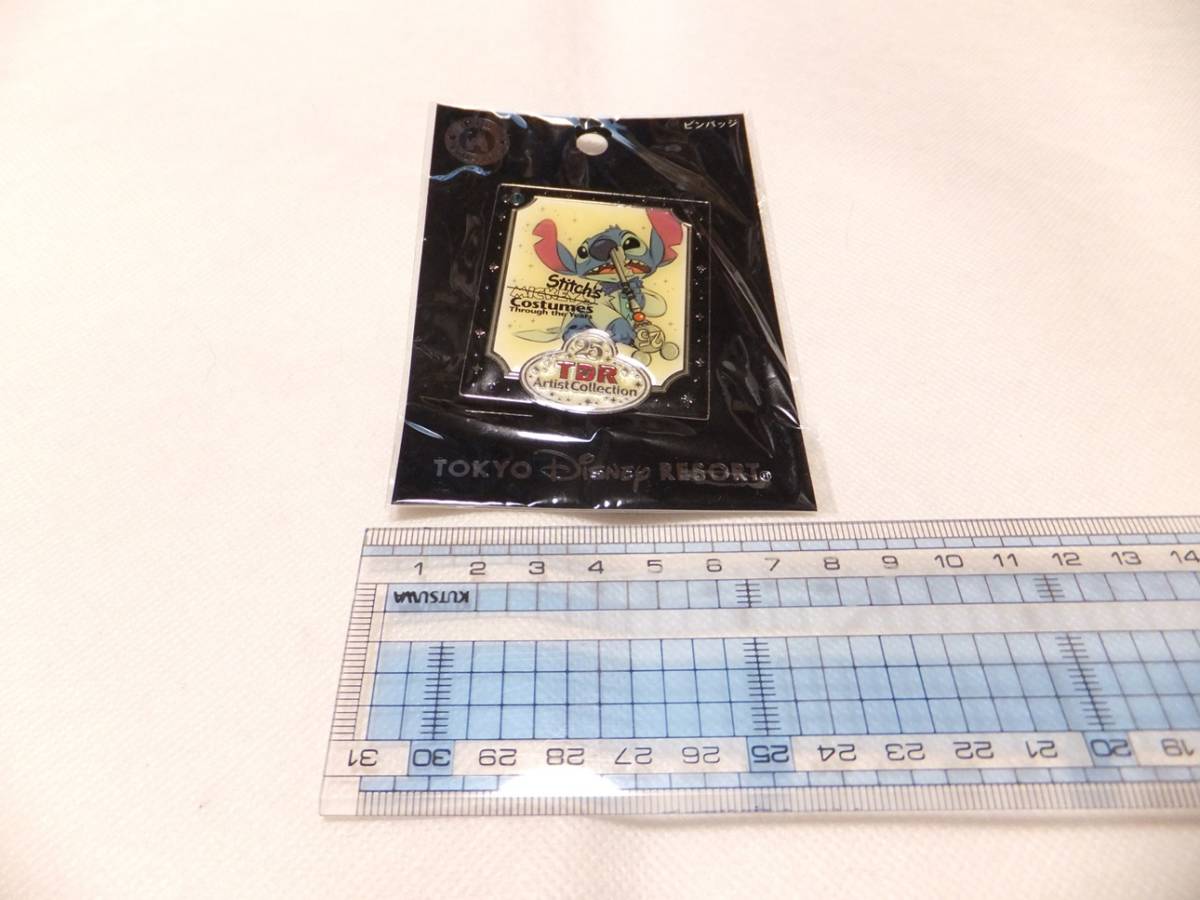 ピンバッジ
Stitch's
MICKEY'S
Costumes
Through the Years
25
25
TDR
Artist Collection
TOKYO Disney RESORT®
1 2 3 4 5 6 7 8 9 10 11 12 13 14
KUTSUWA
31 30 29 28 27 26 25 24 23 22 21 20 19